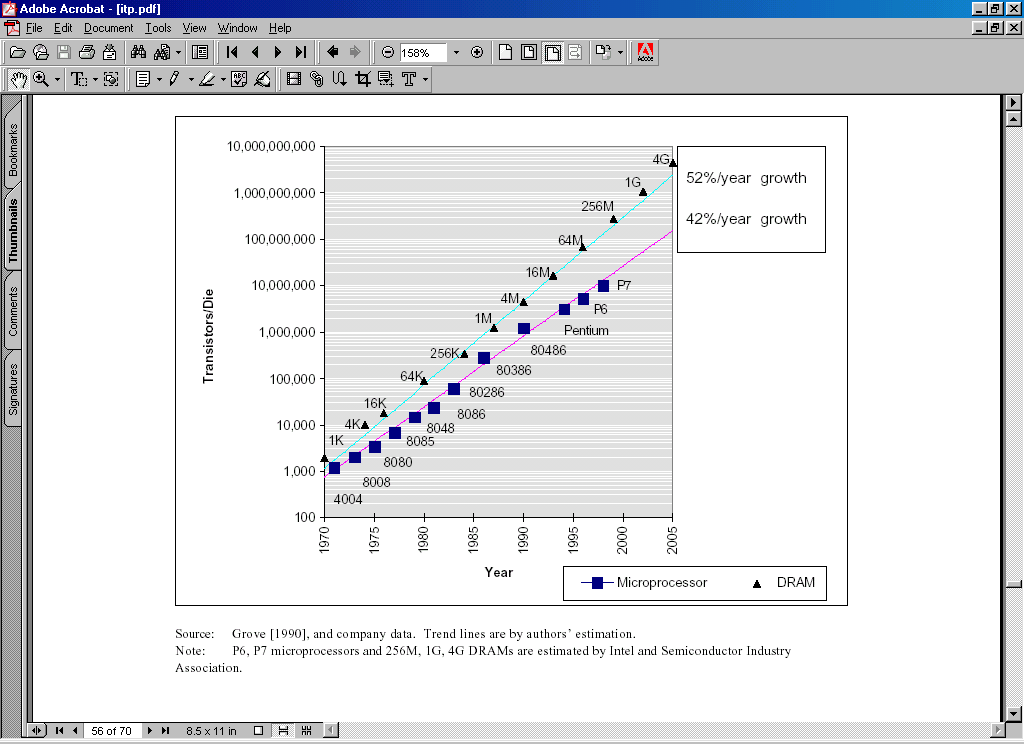 Adobe Acrobat - [itp.pdf]
File Edit Document Tools View Window Help
158%
Adobe
Bookmarks
Thumbnails
Comments
Signatures
10,000,000,000
1,000,000,000
100,000,000
10,000,000
1,000,000
100,000
10,000
1,000
100
Transistors/Die
4G
1G
256M
64M
16M
4M
1M
256K
64K
16K
4K
1K
P7
P6
Pentium
80486
80386
80286
8086
8048
8085
8080
8008
4004
52%/year growth
42%/year growth
1970 1975 1980 1985 1990 1995 2000 2005
Year
Microprocessor DRAM
Source: Grove [1990], and company data. Trend lines are by authors' estimation.
Note: P6, P7 microprocessors and 256M, 1G, 4G DRAMs are estimated by Intel and Semiconductor Industry
Association.
56 of 70 8.5 x 11 in